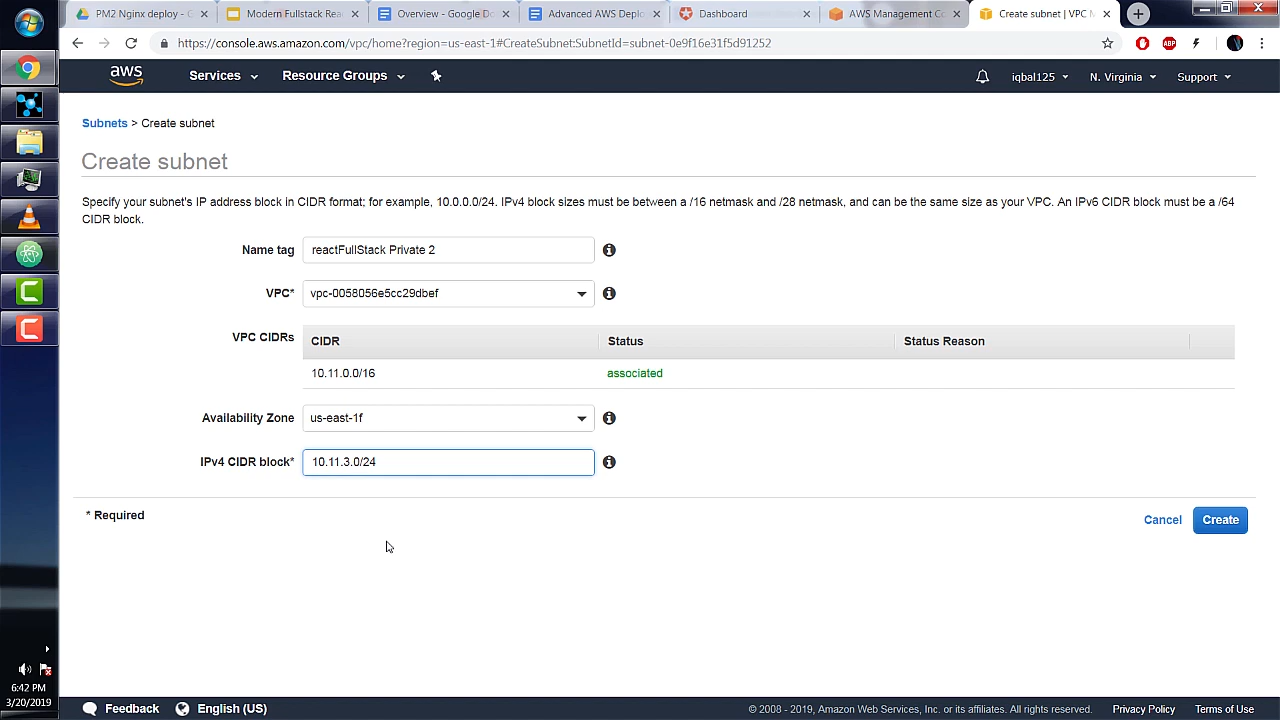 PM2 Nginx deploy - G
Modern Fullstack Rea
Overview - Google D
Advanced AWS Deplo
Dashboard
AWS Management Co
Create subnet | VPC M
https://console.aws.amazon.com/vpc/home?region=us-east-1#CreateSubnet:SubnetId=subnet-0e9f16e31f5d91252
ABP
aws
Services
Resource Groups
iqbal125
N. Virginia
Support
Subnets > Create subnet
Create subnet
Specify your subnet's IP address block in CIDR format; for example, 10.0.0.0/24. IPv4 block sizes must be between a /16 netmask and /28 netmask, and can be the same size as your VPC. An IPv6 CIDR block must be a /64
CIDR block.
Name tag
reactFullStack Private 2
VPC*
vpc-0058056e5cc29dbef
VPC CIDRs
CIDR
Status
Status Reason
10.11.0.0/16
associated
Availability Zone
us-east-1f
IPv4 CIDR block*
10.11.3.0/24
* Required
Cancel
Create
6:42 PM
3/20/2019
Feedback
English (US)
© 2008 - 2019, Amazon Web Services, Inc. or its affiliates. All rights reserved.
Privacy Policy
Terms of Use